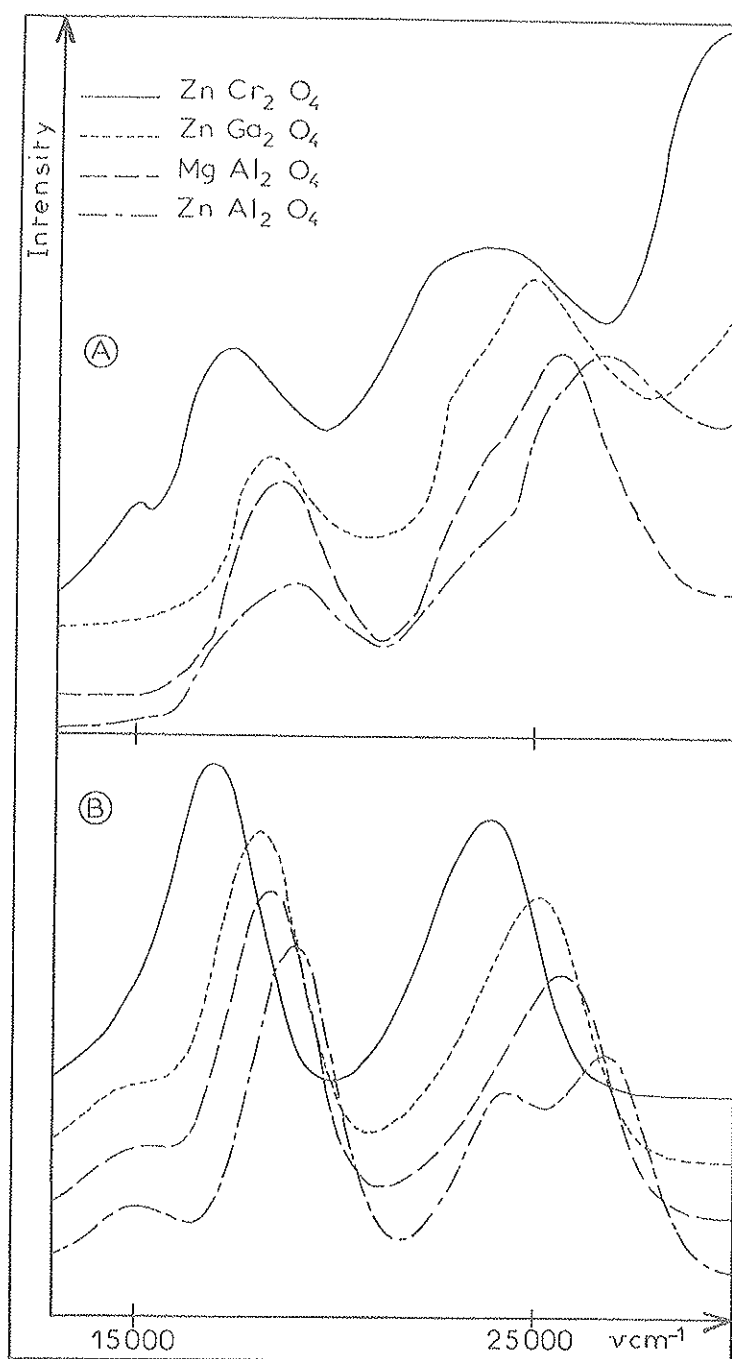 Intensity
Zn Cr₂ O₄
Zn Ga₂ O₄
Mg Al₂ O₄
Zn Al₂ O₄
A
B
15000 25000 νcm⁻¹